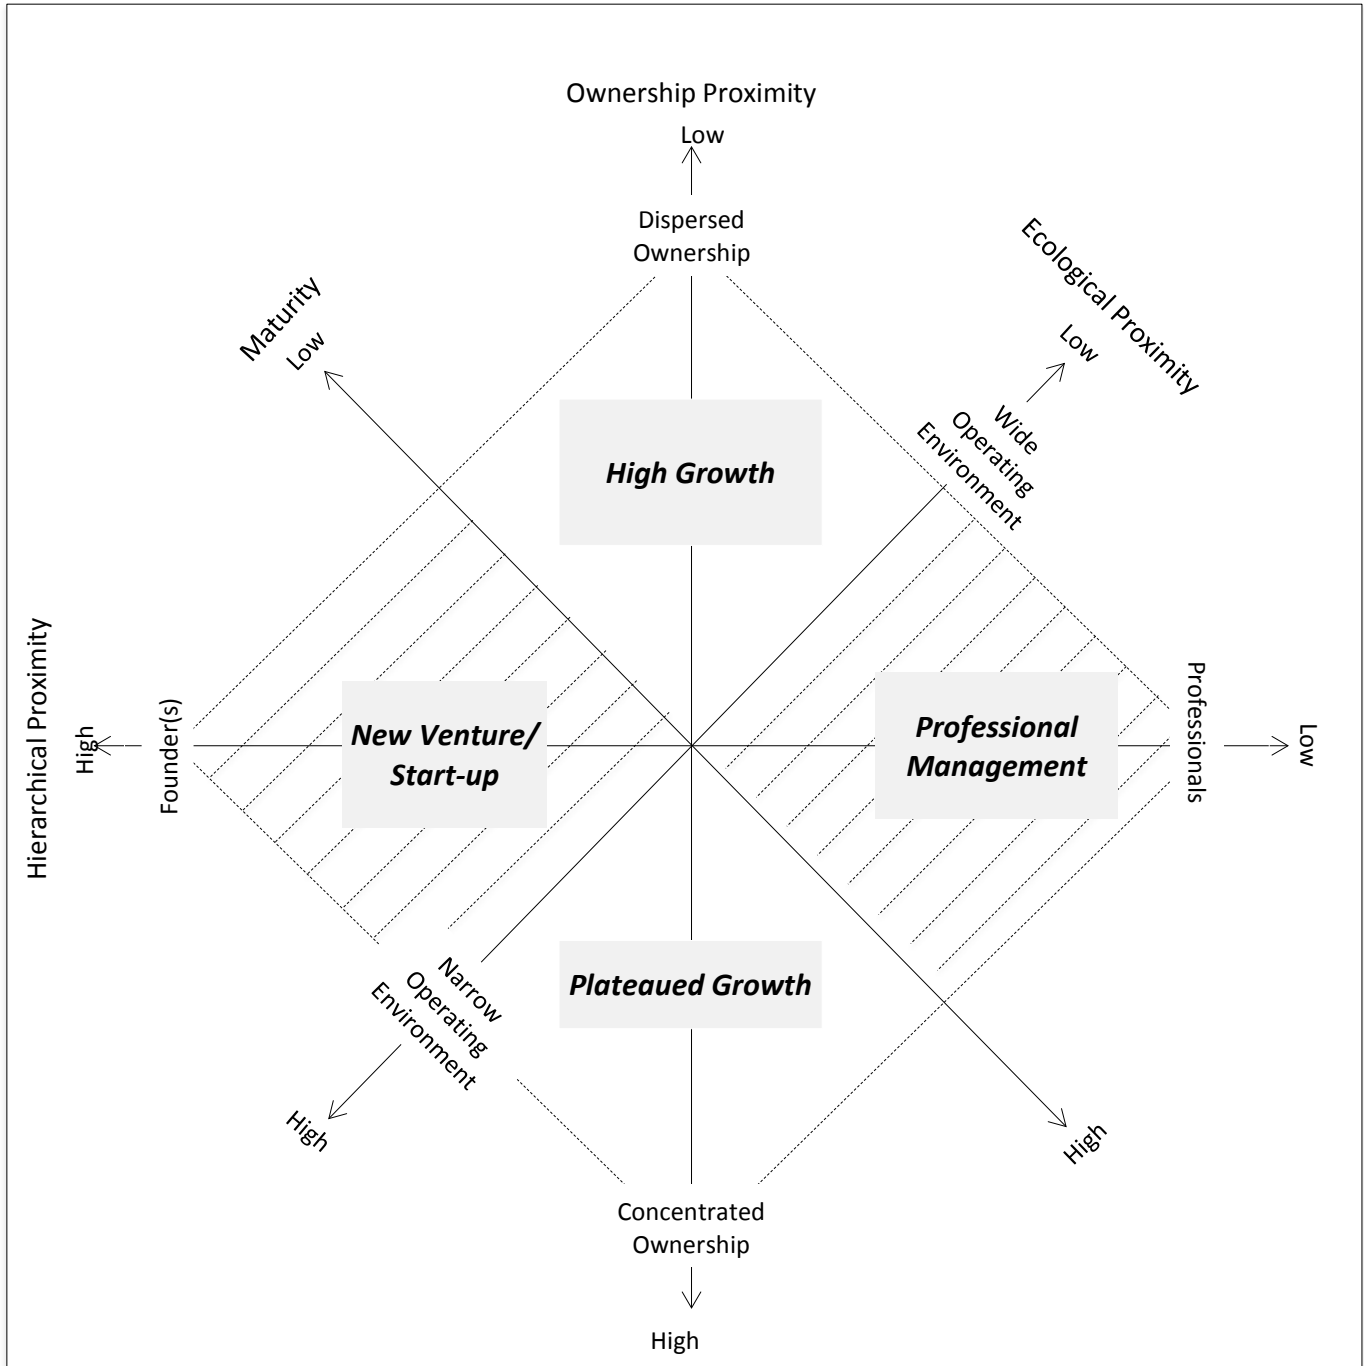 Ownership Proximity
Low
Dispersed
Ownership
Ecological Proximity
Low
Wide
Operating
Environment
Maturity
Low
High Growth
Hierarchical Proximity
High
Founder(s)
New Venture/
Start-up
Professional
Management
Professionals
Low
Plateaued Growth
Narrow
Operating
Environment
High
High
Concentrated
Ownership
High